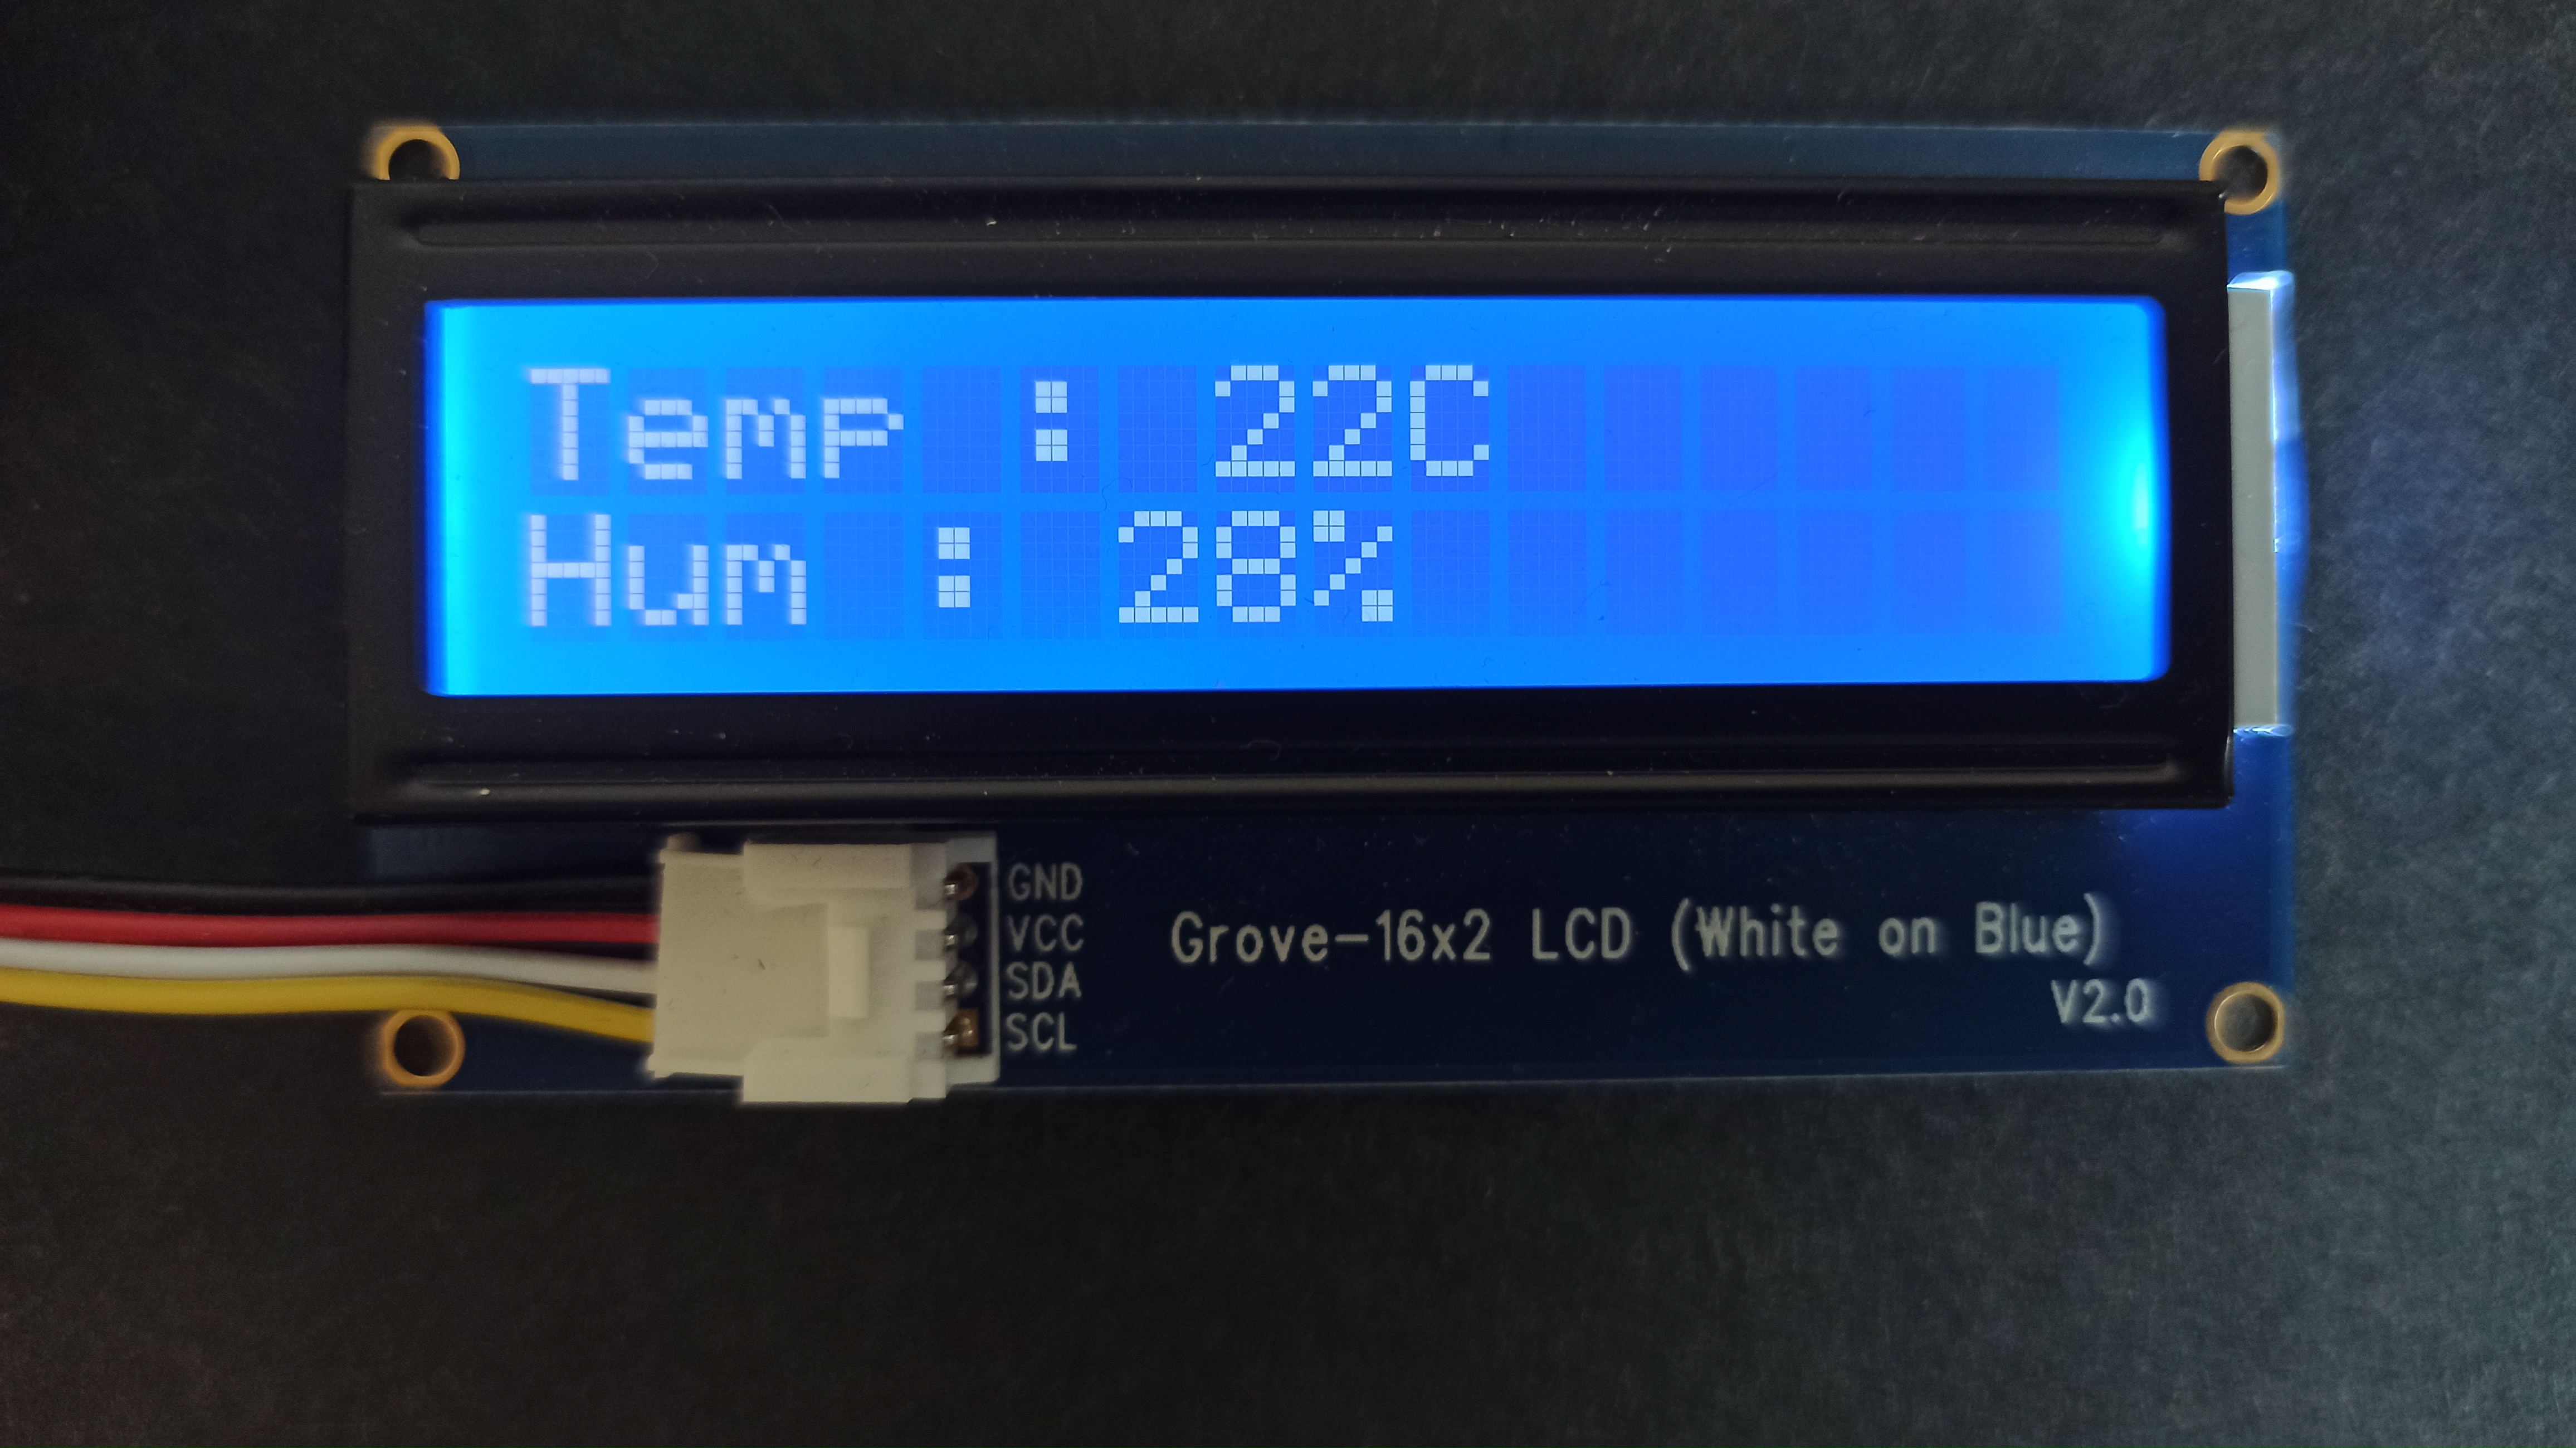 Temp : 22C
Hum : 28%
GND
VCC
SDA
SCL
Grove-16x2 LCD (White on Blue)
V2.0